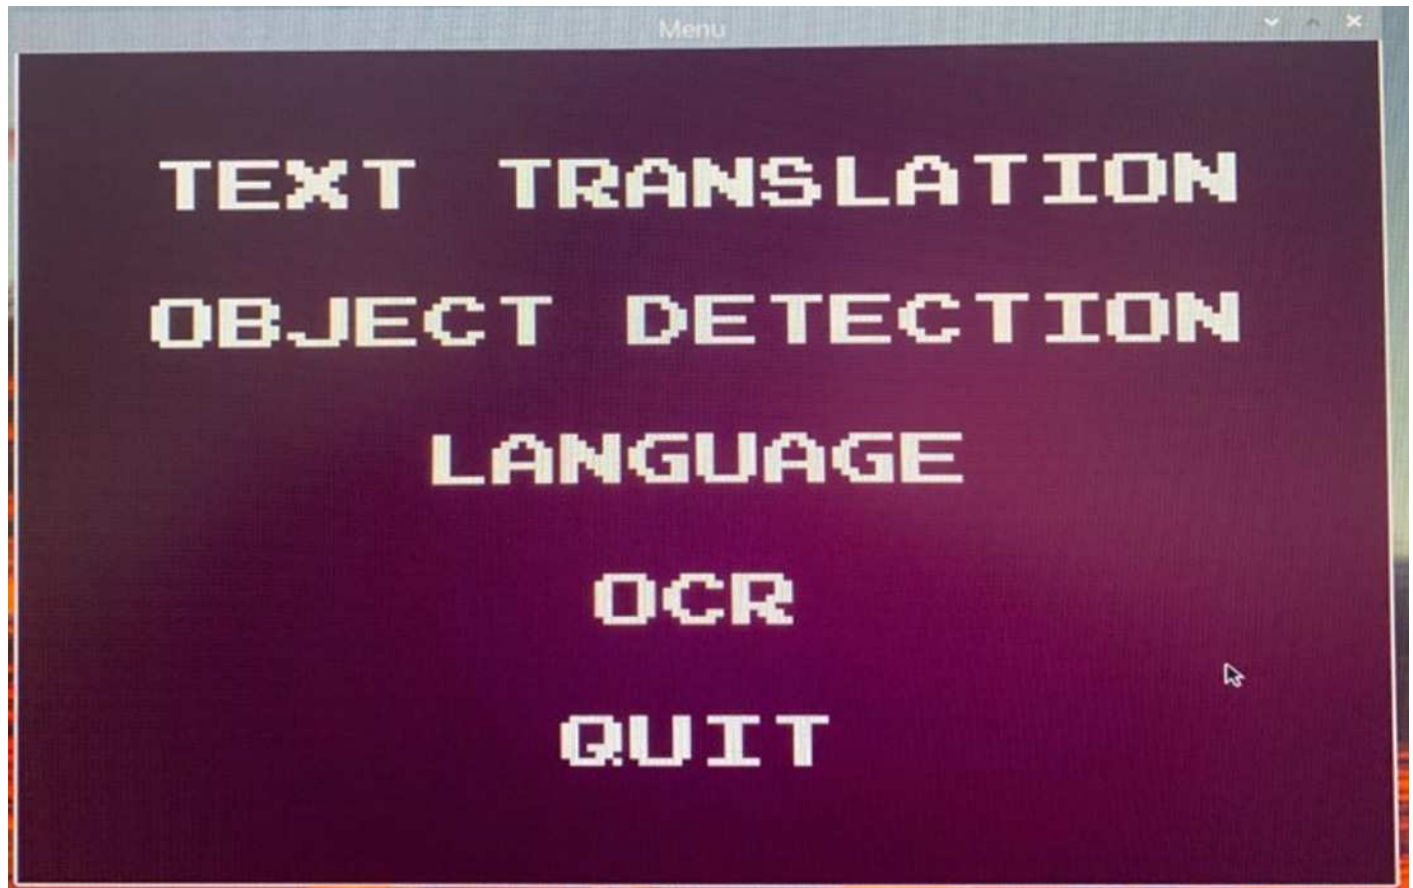 Menu
TEXT TRANSLATION
OBJECT DETECTION
LANGUAGE
OCR
QUIT